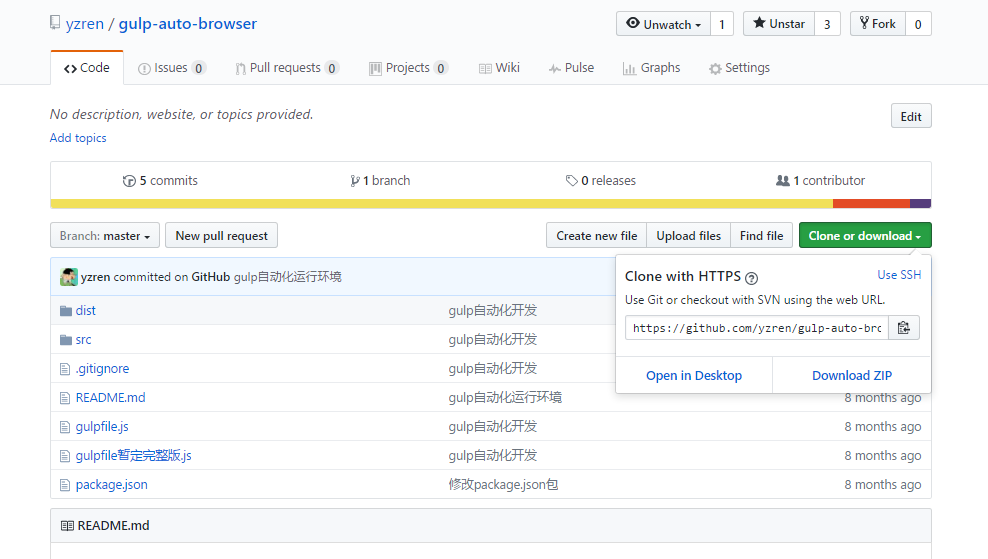 yzren / gulp-auto-browser
Unwatch 1 Unstar 3 Fork 0
Code Issues 0 Pull requests 0 Projects 0 Wiki Pulse Graphs Settings
No description, website, or topics provided. Edit
Add topics
5 commits 1 branch 0 releases 1 contributor
Branch: master New pull request Create new file Upload files Find file Clone or download
yzren committed on GitHub gulp自动化运行环境
Clone with HTTPS Use SSH
Use Git or checkout with SVN using the web URL.
https://github.com/yzren/gulp-auto-brc
Open in Desktop Download ZIP
dist gulp自动化开发
src gulp自动化开发
.gitignore gulp自动化开发
README.md gulp自动化运行环境 8 months ago
gulpfile.js gulp自动化开发 8 months ago
gulpfile暂定完整版.js gulp自动化开发 8 months ago
package.json 修改package.json包 8 months ago
README.md